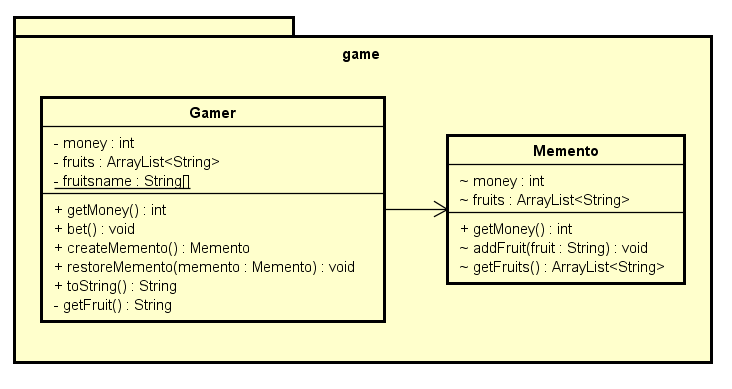 game
Gamer
- money : int
- fruits : ArrayList<String>
- fruitsname : String[]
+ getMoney() : int
+ bet() : void
+ createMemento() : Memento
+ restoreMemento(memento : Memento) : void
+ toString() : String
- getFruit() : String
Memento
~ money : int
~ fruits : ArrayList<String>
+ getMoney() : int
~ addFruit(fruit : String) : void
~ getFruits() : ArrayList<String>